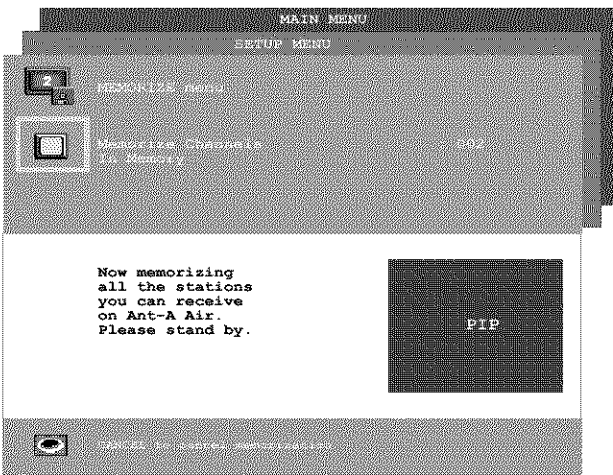 MAIN MENU
SETUP MENU
2
MEMORIZE menu
Memorize Channels 002
In Memory
Now memorizing
all the stations
you can receive
on Ant-A Air.
Please stand by.
PIP
CANCEL to cancel memorization